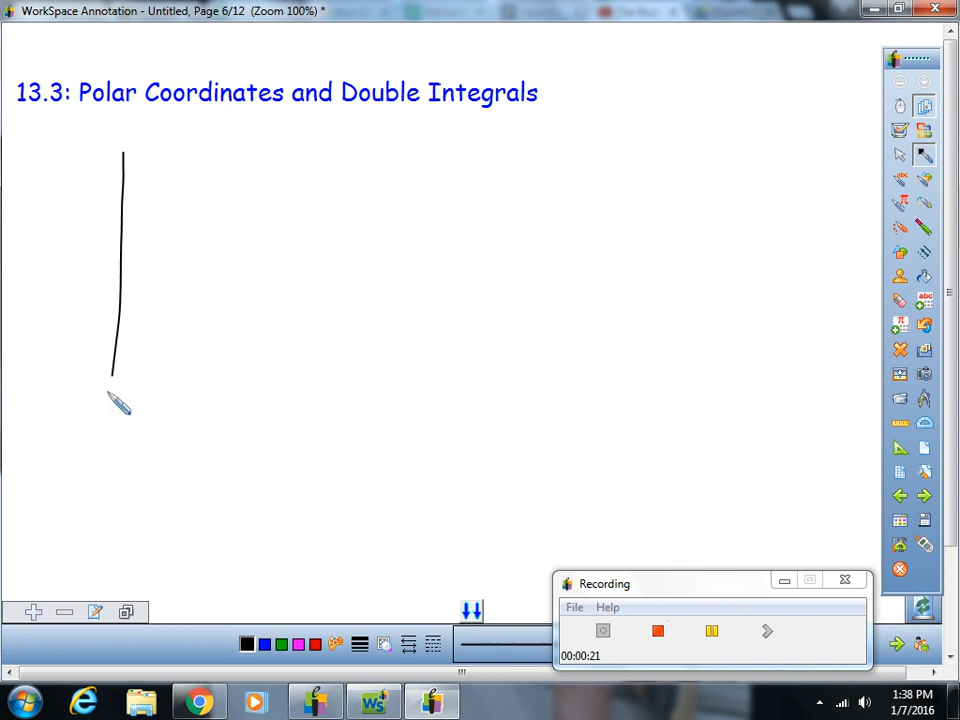 WorkSpace Annotation - Untitled, Page 6/12 (Zoom 100%) *
13.3: Polar Coordinates and Double Integrals
Recording
File Help
00:00:21
1:38 PM
1/7/2016